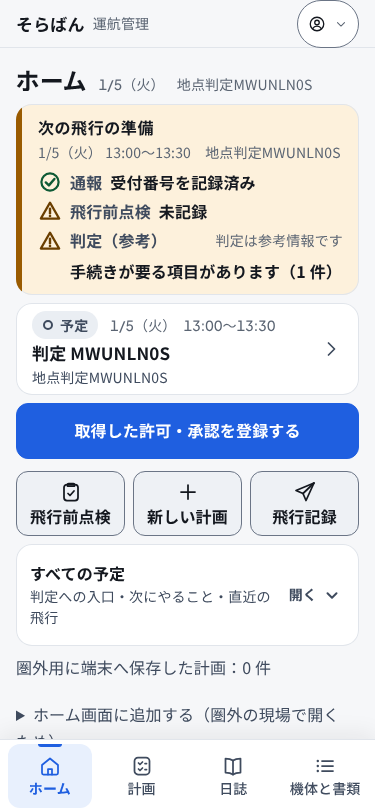 そらばん 運航管理
ホーム 1/5（火） 地点判定MWUNLN0S
次の飛行の準備
1/5（火） 13:00〜13:30 地点判定MWUNLN0S
通報 受付番号を記録済み
飛行前点検 未記録
判定（参考） 判定は参考情報です
手続きが要る項目があります（1 件）
予定 1/5（火） 13:00〜13:30
判定 MWUNLN0S
地点判定MWUNLN0S
取得した許可・承認を登録する
飛行前点検 新しい計画 飛行記録
すべての予定
判定への入口・次にやること・直近の
飛行
開く
圏外用に端末へ保存した計画：0 件
ホーム画面に追加する（圏外の現場で開く
ホーム 計画 日誌 機体と書類